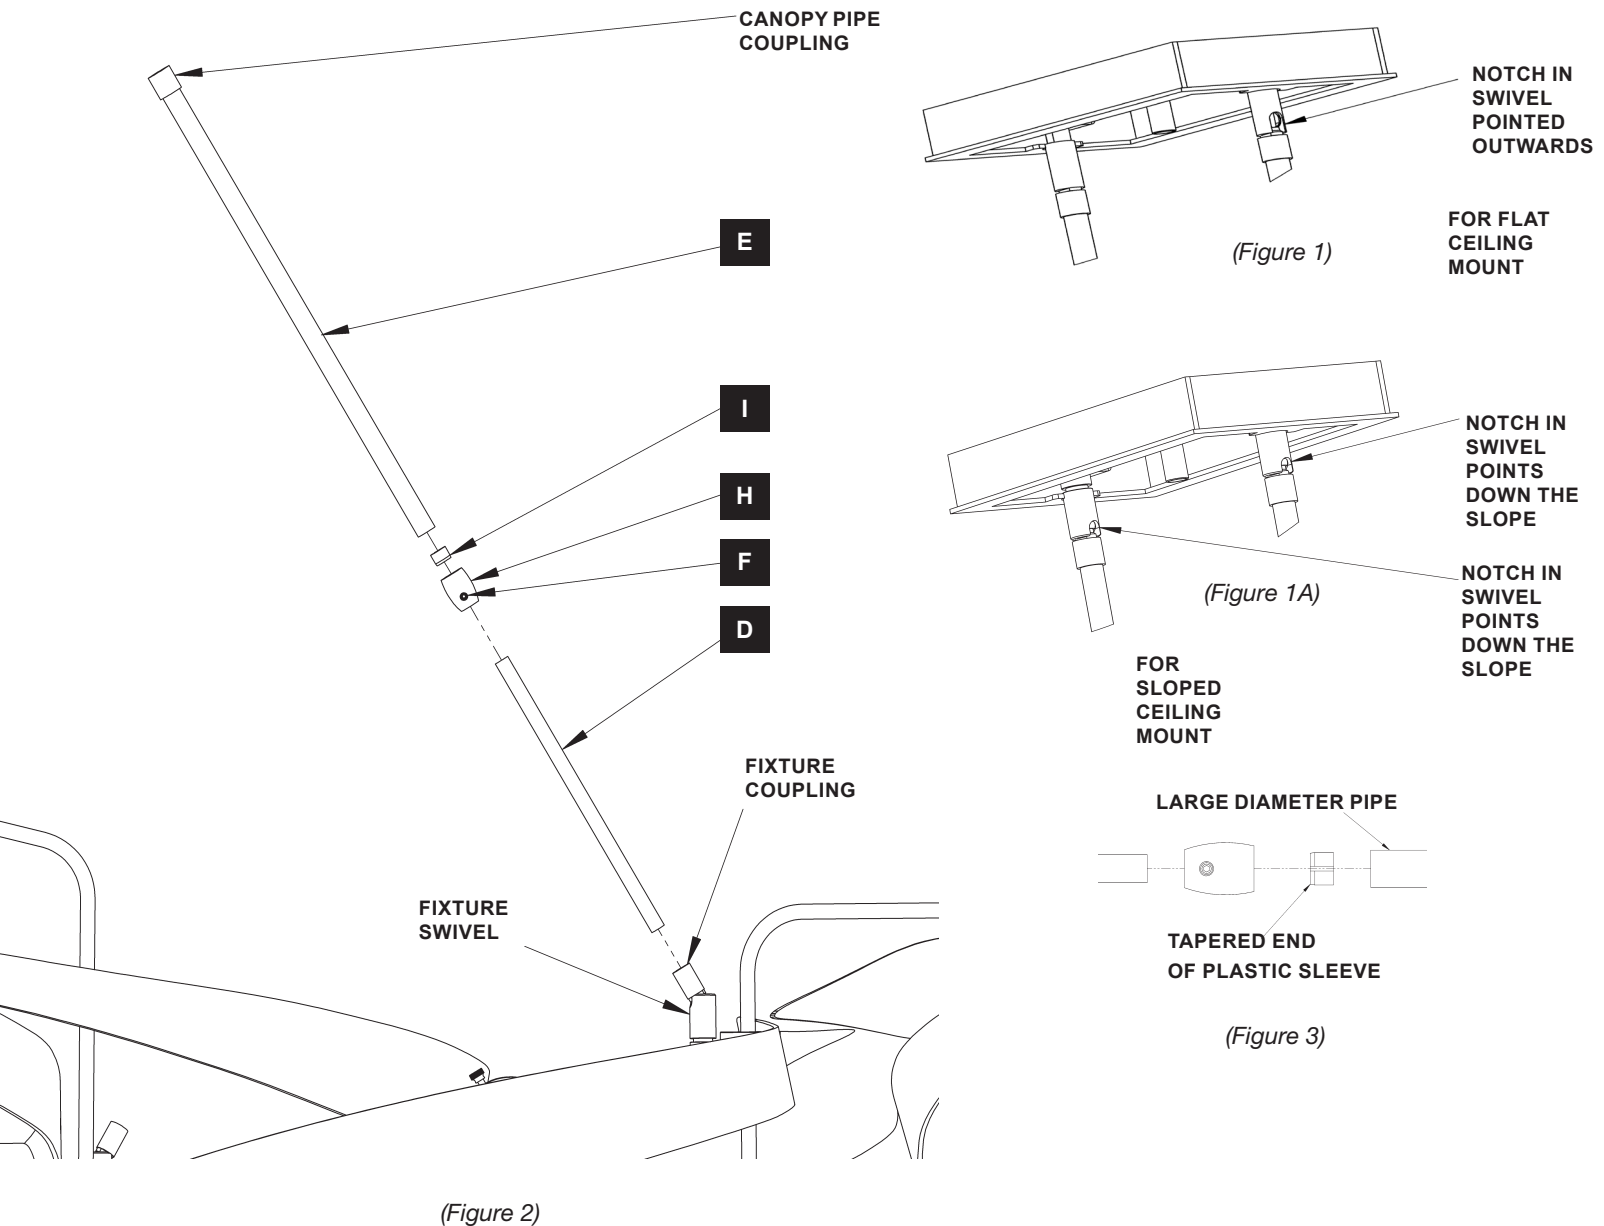 CANOPY PIPE
COUPLING
E
I
H
F
D
FIXTURE
COUPLING
FIXTURE
SWIVEL
(Figure 2)
NOTCH IN
SWIVEL
POINTED
OUTWARDS
FOR FLAT
CEILING
MOUNT
(Figure 1)
NOTCH IN
SWIVEL
POINTS
DOWN THE
SLOPE
NOTCH IN
SWIVEL
POINTS
DOWN THE
SLOPE
(Figure 1A)
FOR
SLOPED
CEILING
MOUNT
LARGE DIAMETER PIPE
TAPERED END
OF PLASTIC SLEEVE
(Figure 3)